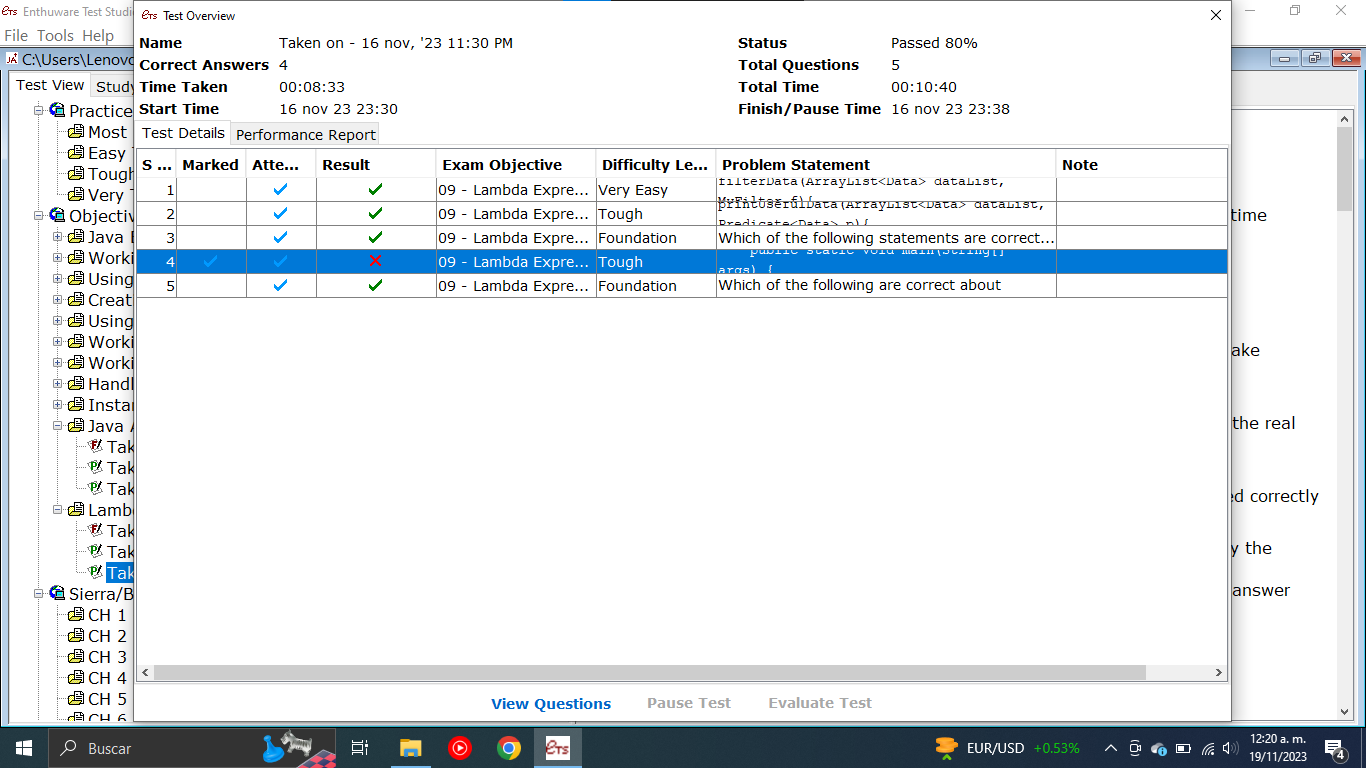 ETS Enthuware Test Studi
File Tools Help
C:\Users\Lenovo
Test View Study
Practice
Most
Easy
Tough
Very
Objectiv
Java
Worki
Using
Creat
Using
Worki
Worki
Handl
Instar
Java A
Tak
Tak
Tak
Lambd
Tak
Tak
Tak
Sierra/B
CH 1
CH 2
CH 3
CH 4
CH 5
CH 6
ETS Test Overview
Name Taken on - 16 nov, '23 11:30 PM Status Passed 80%
Correct Answers 4 Total Questions 5
Time Taken 00:08:33 Total Time 00:10:40
Start Time 16 nov 23 23:30 Finish/Pause Time 16 nov 23 23:38
Test Details Performance Report
S ... Marked Atte... Result Exam Objective Difficulty Le... Problem Statement Note
1 09 - Lambda Expre... Very Easy filterData(ArrayList<Data> dataList,
MyFilter f){
2 09 - Lambda Expre... Tough printUsefulData(ArrayList<Data> dataList,
Predicate<Data> p){
3 09 - Lambda Expre... Foundation Which of the following statements are correct...
4 09 - Lambda Expre... Tough public static void main(String[]
args) {
5 09 - Lambda Expre... Foundation Which of the following are correct about
View Questions Pause Test Evaluate Test
time
ake
the real
ed correctly
y the
answer
Buscar
ETS
EUR/USD +0.53%
12:20 a. m.
19/11/2023
4